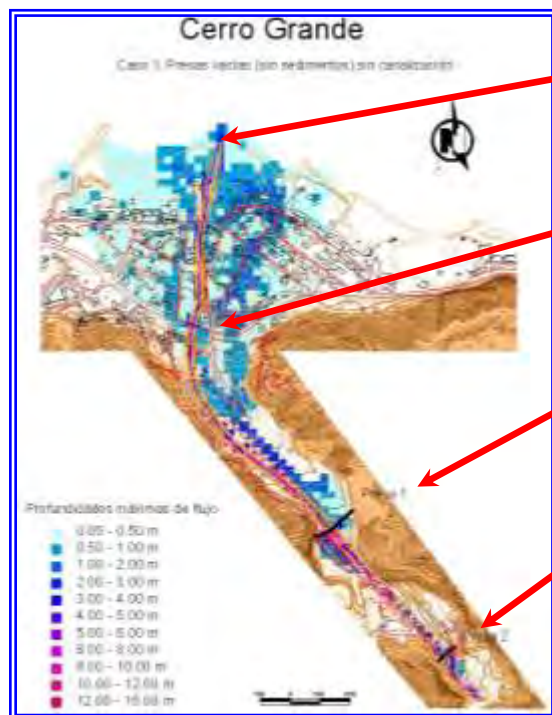 Cerro Grande
Caso 1. Presas vacías (sin sedimentos) sin canalización
N
Presa 1
Profundidades máximas de flujo
0.05 - 0.50 m
0.50 - 1.00 m
1.00 - 2.00 m
2.00 - 3.00 m
3.00 - 4.00 m
4.00 - 5.00 m
5.00 - 6.00 m
6.00 - 8.00 m
8.00 - 10.00 m
10.00 - 12.00 m
12.00 - 15.00 m